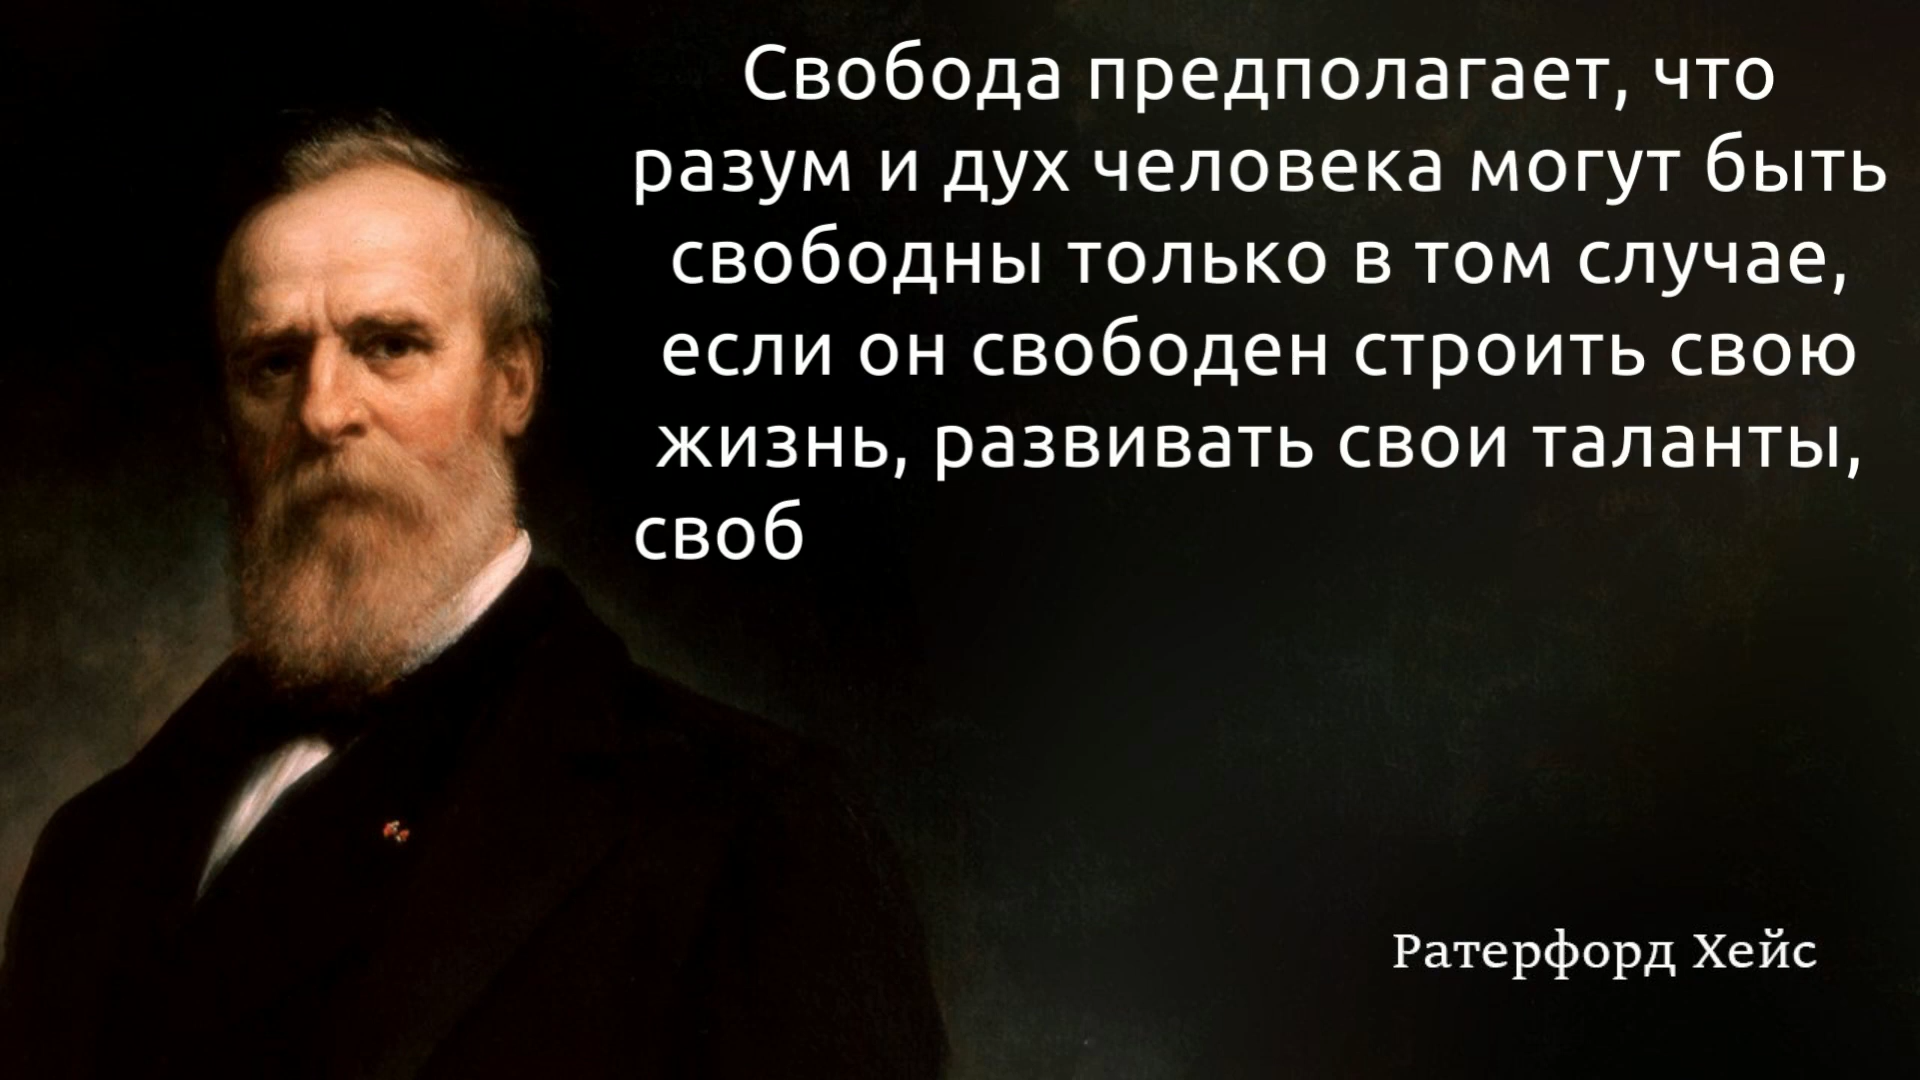 Свобода предполагает, что
разум и дух человека могут быть
свободны только в том случае,
если он свободен строить свою
жизнь, развивать свои таланты,
своб
Ратерфорд Хейс